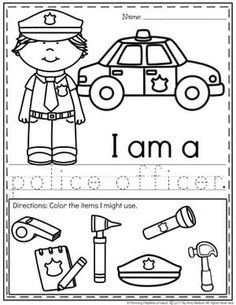 Name:
I am a
police officer.
Directions: Color the items I might use.